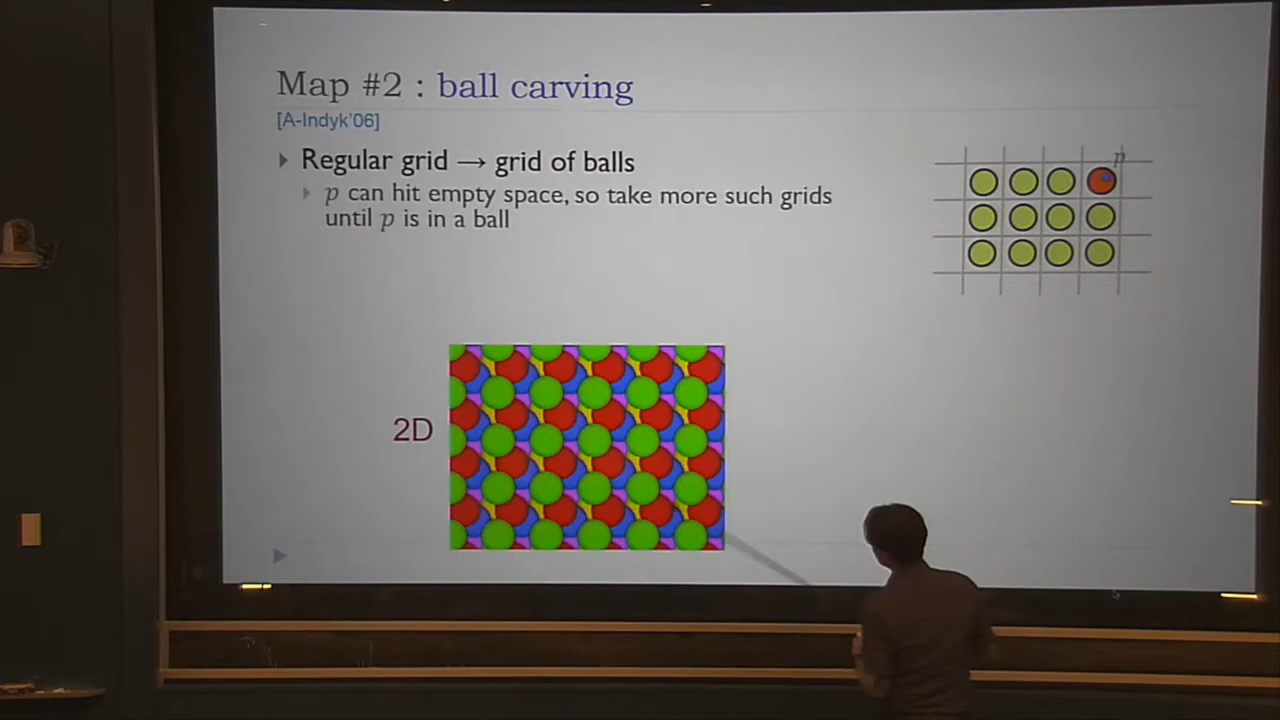 Map #2 : ball carving
[A-Indyk'06]
Regular grid → grid of balls
p can hit empty space, so take more such grids
until p is in a ball
p
2D